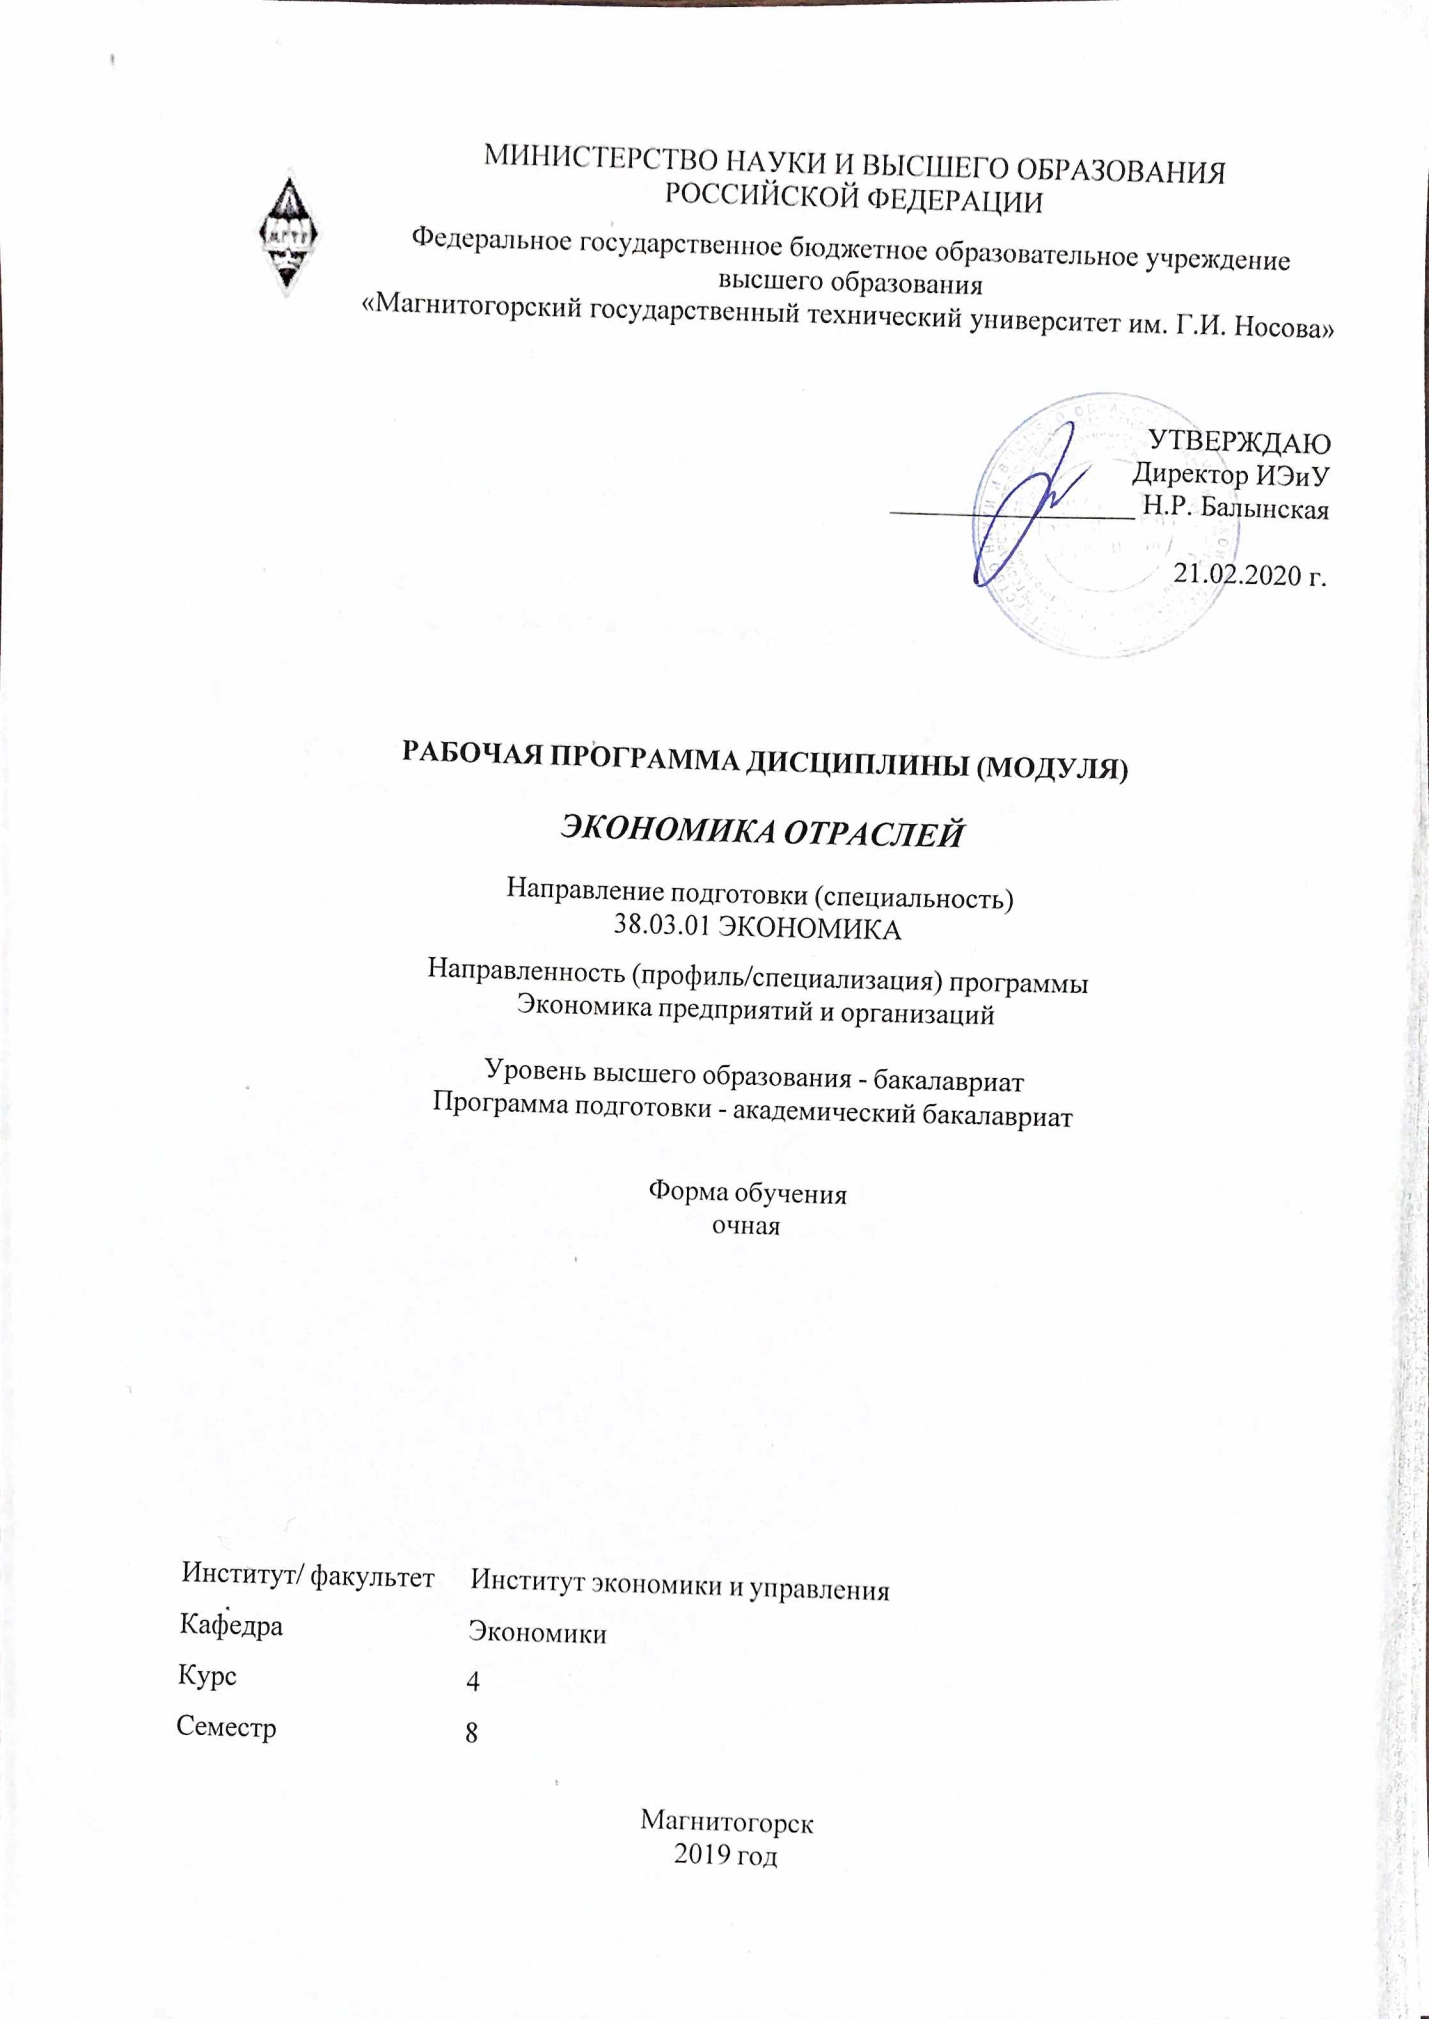 МИНИСТЕРСТВО НАУКИ И ВЫСШЕГО ОБРАЗОВАНИЯ
РОССИЙСКОЙ ФЕДЕРАЦИИ
Федеральное государственное бюджетное образовательное учреждение
высшего образования
«Магнитогорский государственный технический университет им. Г.И. Носова»
МГТУ
УТВЕРЖДАЮ
Директор ИЭиУ
Н.Р. Балынская
21.02.2020 г.
РАБОЧАЯ ПРОГРАММА ДИСЦИПЛИНЫ (МОДУЛЯ)
ЭКОНОМИКА ОТРАСЛЕЙ
Направление подготовки (специальность)
38.03.01 ЭКОНОМИКА
Направленность (профиль/специализация) программы
Экономика предприятий и организаций
Уровень высшего образования - бакалавриат
Программа подготовки - академический бакалавриат
Форма обучения
очная
Институт/ факультет Институт экономики и управления
Кафедра Экономики
Курс 4
Семестр 8
Магнитогорск
2019 год